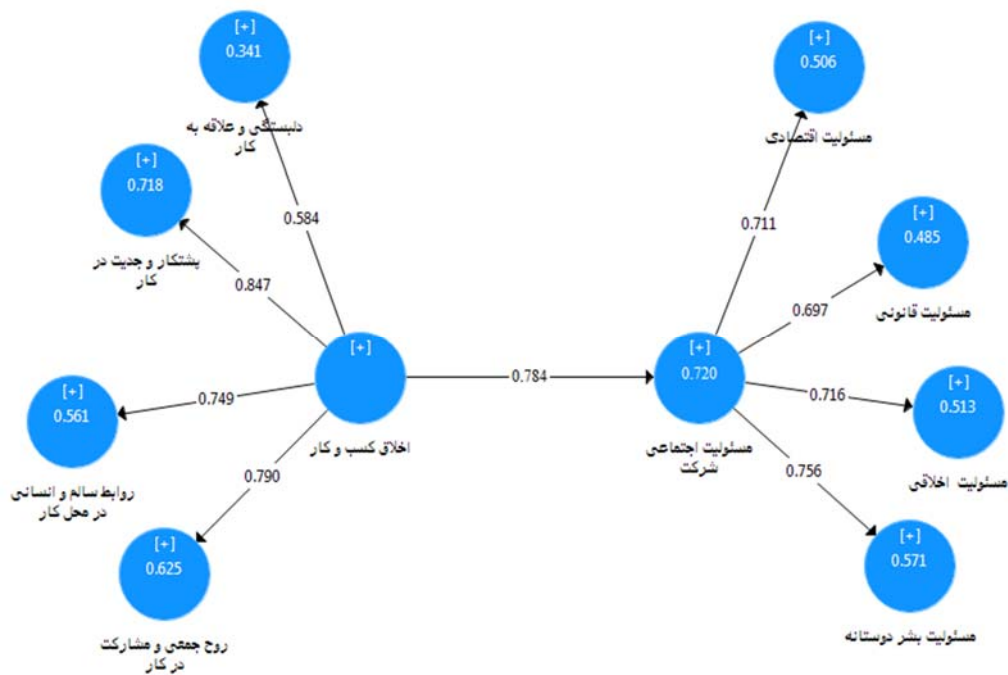 [+]
0.341
دلبستگی و علاقه به
کار
[+]
0.718
پشتکار و جدیت در
کار
[+]
0.561
روابط سالم و انسانی
در محل کار
[+]
0.625
روح جمعی و مشارکت
در کار
0.584
0.847
0.749
0.790
[+]
اخلاق کسب و کار
0.784
[+]
0.720
مسئولیت اجتماعی
شرکت
0.711
0.697
0.716
0.756
[+]
0.506
مسئولیت اقتصادی
[+]
0.485
مسئولیت قانونی
[+]
0.513
مسئولیت اخلاقی
[+]
0.571
مسئولیت بشر دوستانه